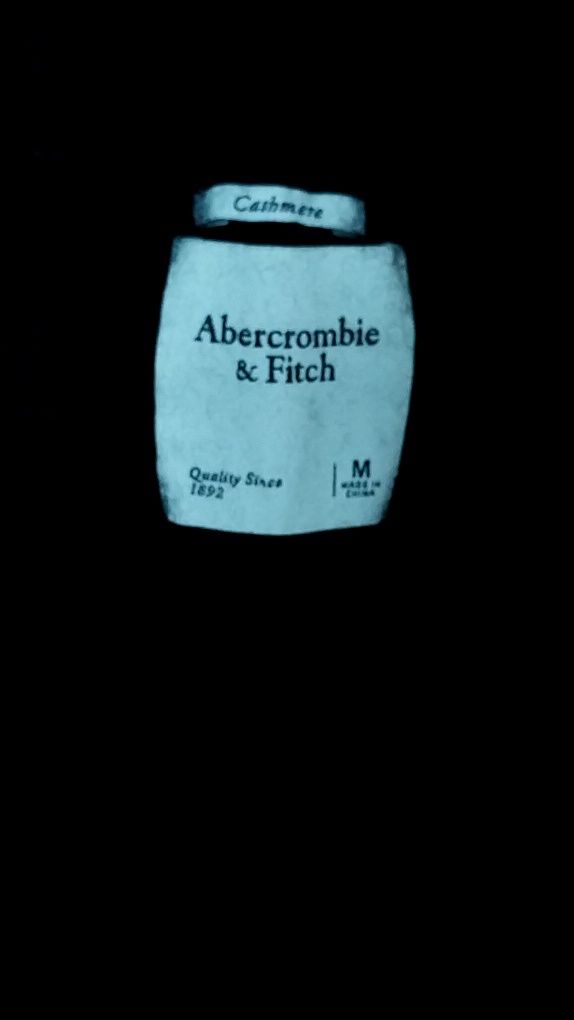 Cashmere
Abercrombie
& Fitch
Quality Since
1892
M
MADE IN
CHINA